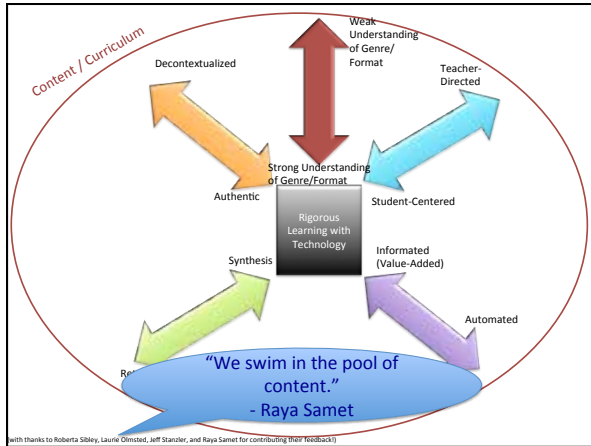 Weak
Understanding
of Genre/
Format
Content / Curriculum
Decontextualized
Teacher-
Directed
Strong Understanding
of Genre/Format
Authentic
Student-Centered
Rigorous
Learning with
Technology
Synthesis
Informated
(Value-Added)
Automated
“We swim in the pool of
content.”
- Raya Samet
(with thanks to Roberta Sibley, Laurie Olmsted, Jeff Stanzler, and Raya Samet for contributing their feedback!)